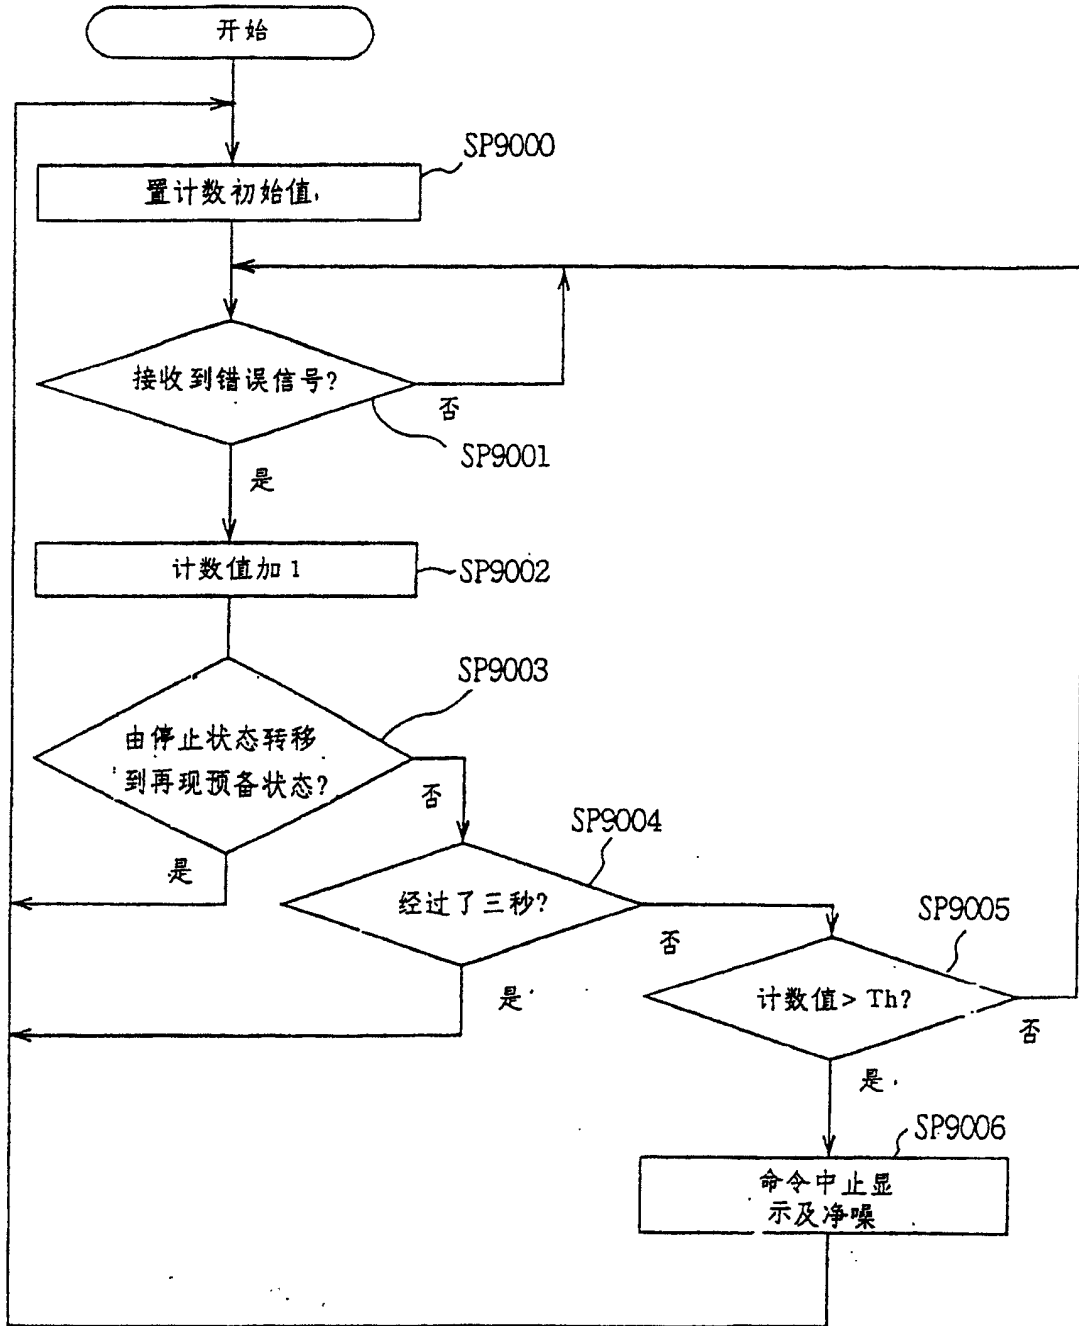 开始
SP9000
置计数初始值
接收到错误信号?
否
SP9001
是
计数值加 1
SP9002
SP9003
由停止状态转移
到再现预备状态?
否
是
SP9004
经过了三秒?
否
是
SP9005
计数值> Th?
否
是
SP9006
命令中止显
示及净噪